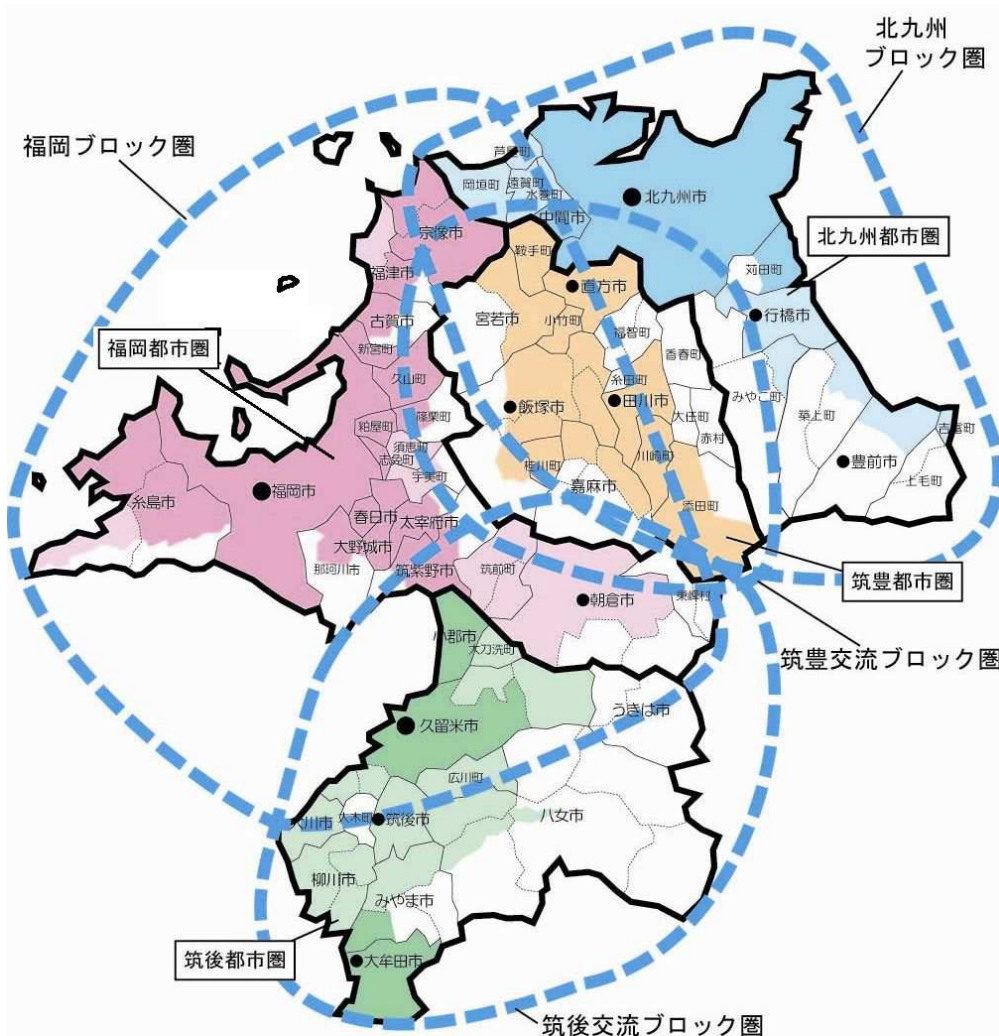 北九州
ブロック圏
福岡ブロック圏
芦屋町
岡垣町
遠賀町
水巻町
中間市
北九州市
北九州都市圏
宗像市
鞍手町
苅田町
福津市
直方市
行橋市
古賀市
宮若市
小竹町
福智町
香春町
新宮町
福岡都市圏
久山町
糸田町
みやこ町
飯塚市
田川市
大任町
築上町
吉富町
篠栗町
粕屋町
赤村
須恵町
志免町
川崎町
豊前市
宇美町
桂川町
上毛町
嘉麻市
福岡市
糸島市
添田町
春日市
太宰府市
大野城市
那珂川市
筑紫野市
筑前町
筑豊都市圏
朝倉市
東峰村
小郡市
大刀洗町
筑豊交流ブロック圏
うきは市
久留米市
広川町
大川市
大木町
筑後市
八女市
柳川市
みやま市
筑後都市圏
大牟田市
筑後交流ブロック圏